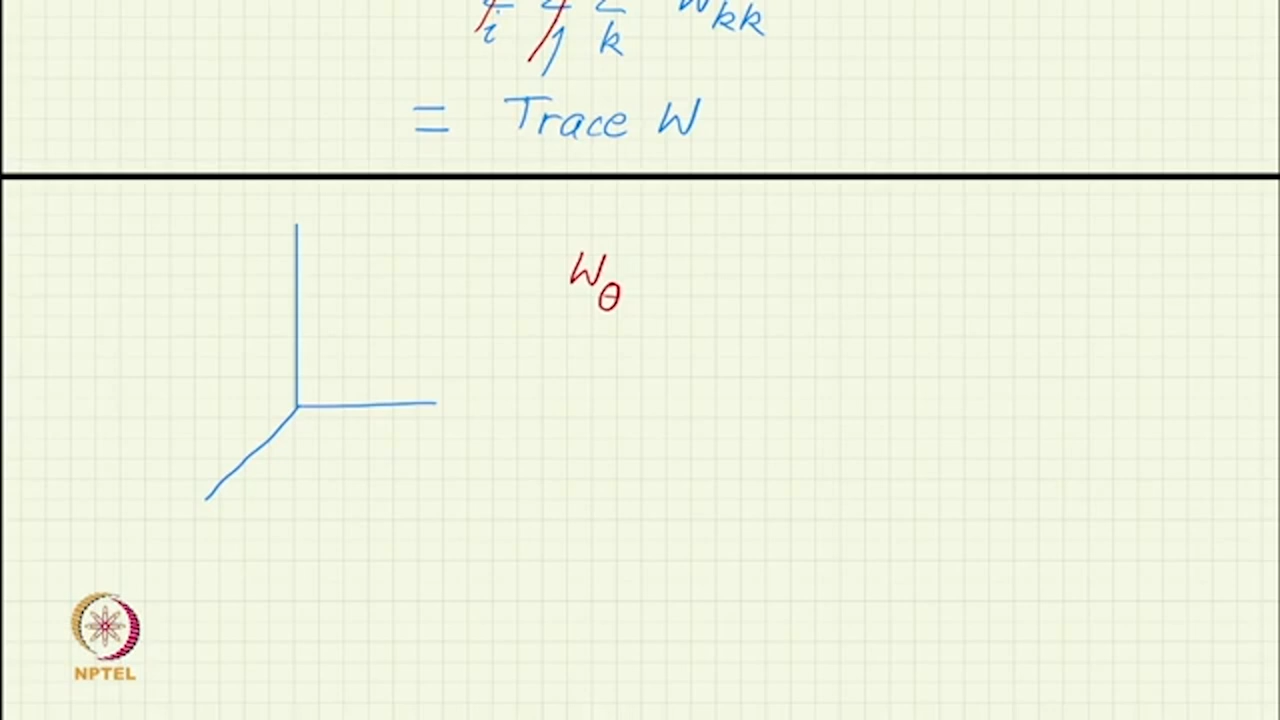 Σ Σ Σ W_kk
i j k
= Trace W
W_θ
NPTEL